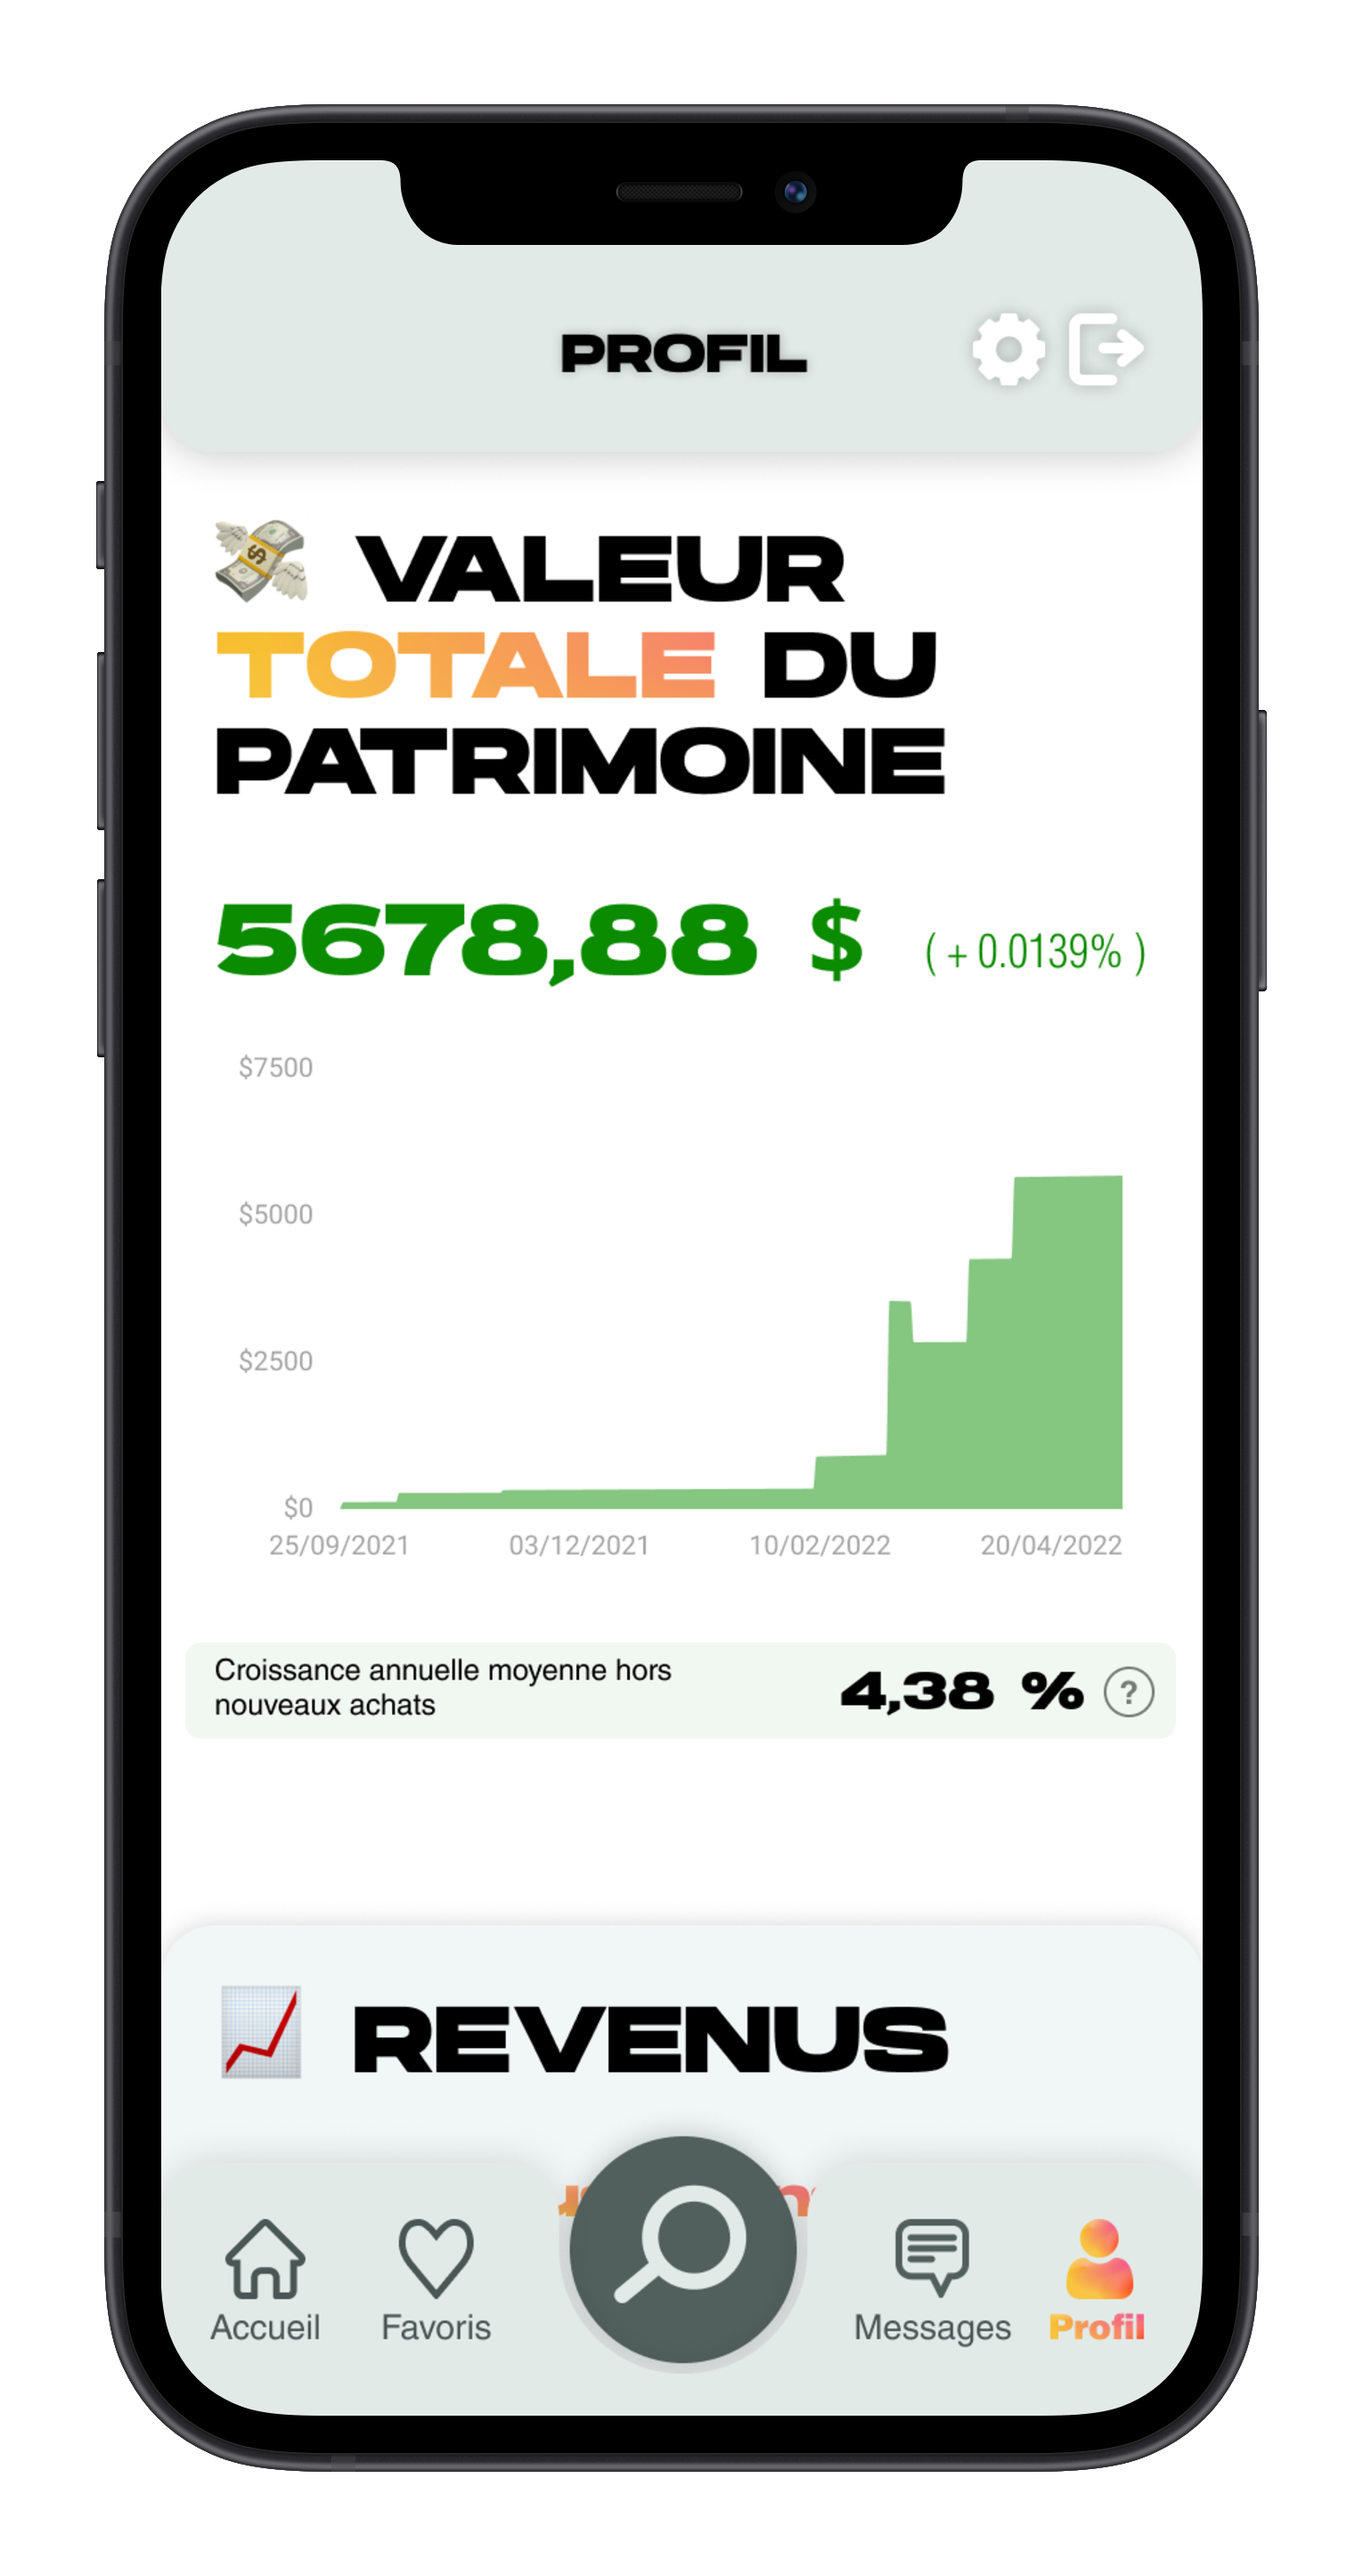 PROFIL
VALEUR
TOTALE DU
PATRIMOINE
5678,88 $ ( + 0.0139% )
$7500
$5000
$2500
$0
25/09/2021 03/12/2021 10/02/2022 20/04/2022
Croissance annuelle moyenne hors
nouveaux achats
4,38 % ?
REVENUS
Accueil Favoris Messages Profil